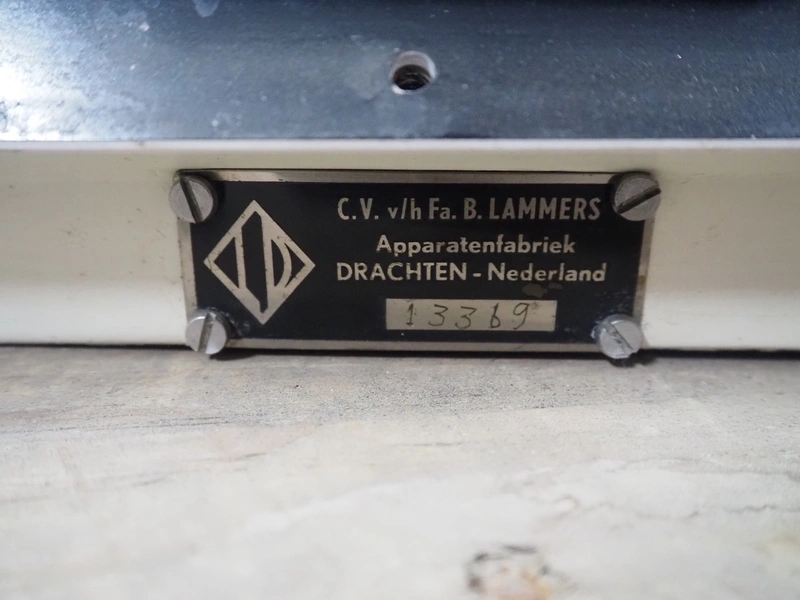 C.V. v/h Fa. B. LAMMERS
Apparatenfabriek
DRACHTEN - Nederland
13369